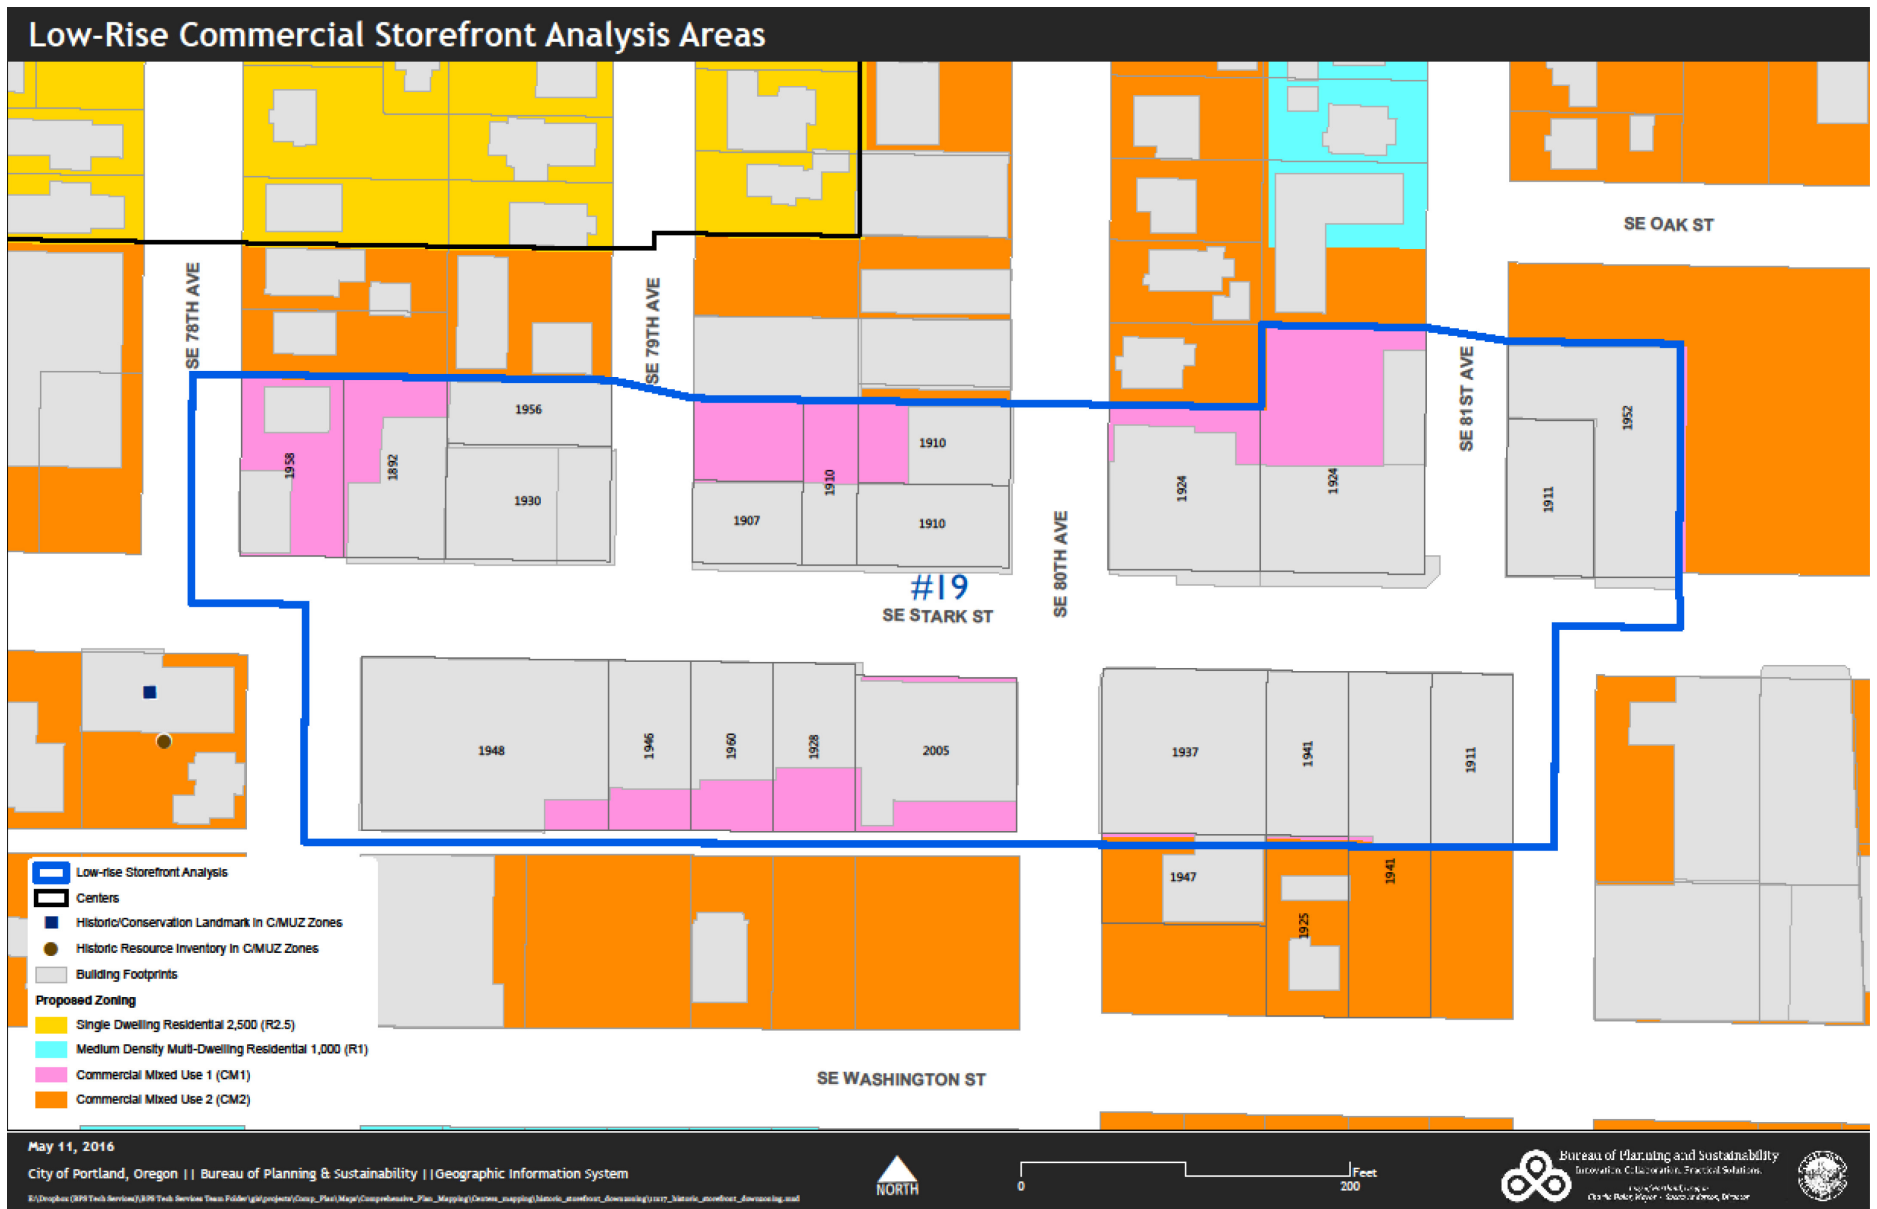 Low-Rise Commercial Storefront Analysis Areas
SE OAK ST
SE 78TH AVE
SE 79TH AVE
SE 81ST AVE
SE 80TH AVE
1956
1958
1892
1930
1910
1910
1907
1910
1924
1924
1952
1911
#19
SE STARK ST
1948
1946
1960
1928
2005
1937
1941
1911
1947
1925
1941
Low-rise Storefront Analysis
Centers
Historic/Conservation Landmark in C/MUZ Zones
Historic Resource Inventory in C/MUZ Zones
Building Footprints
Proposed Zoning
Single Dwelling Residential 2,500 (R2.5)
Medium Density Multi-Dwelling Residential 1,000 (R1)
Commercial Mixed Use 1 (CM1)
Commercial Mixed Use 2 (CM2)
SE WASHINGTON ST
May 11, 2016
City of Portland, Oregon || Bureau of Planning & Sustainability ||Geographic Information System
NORTH
0
200
Feet
Bureau of Planning and Sustainability
Innovation. Collaboration. Practical Solutions.